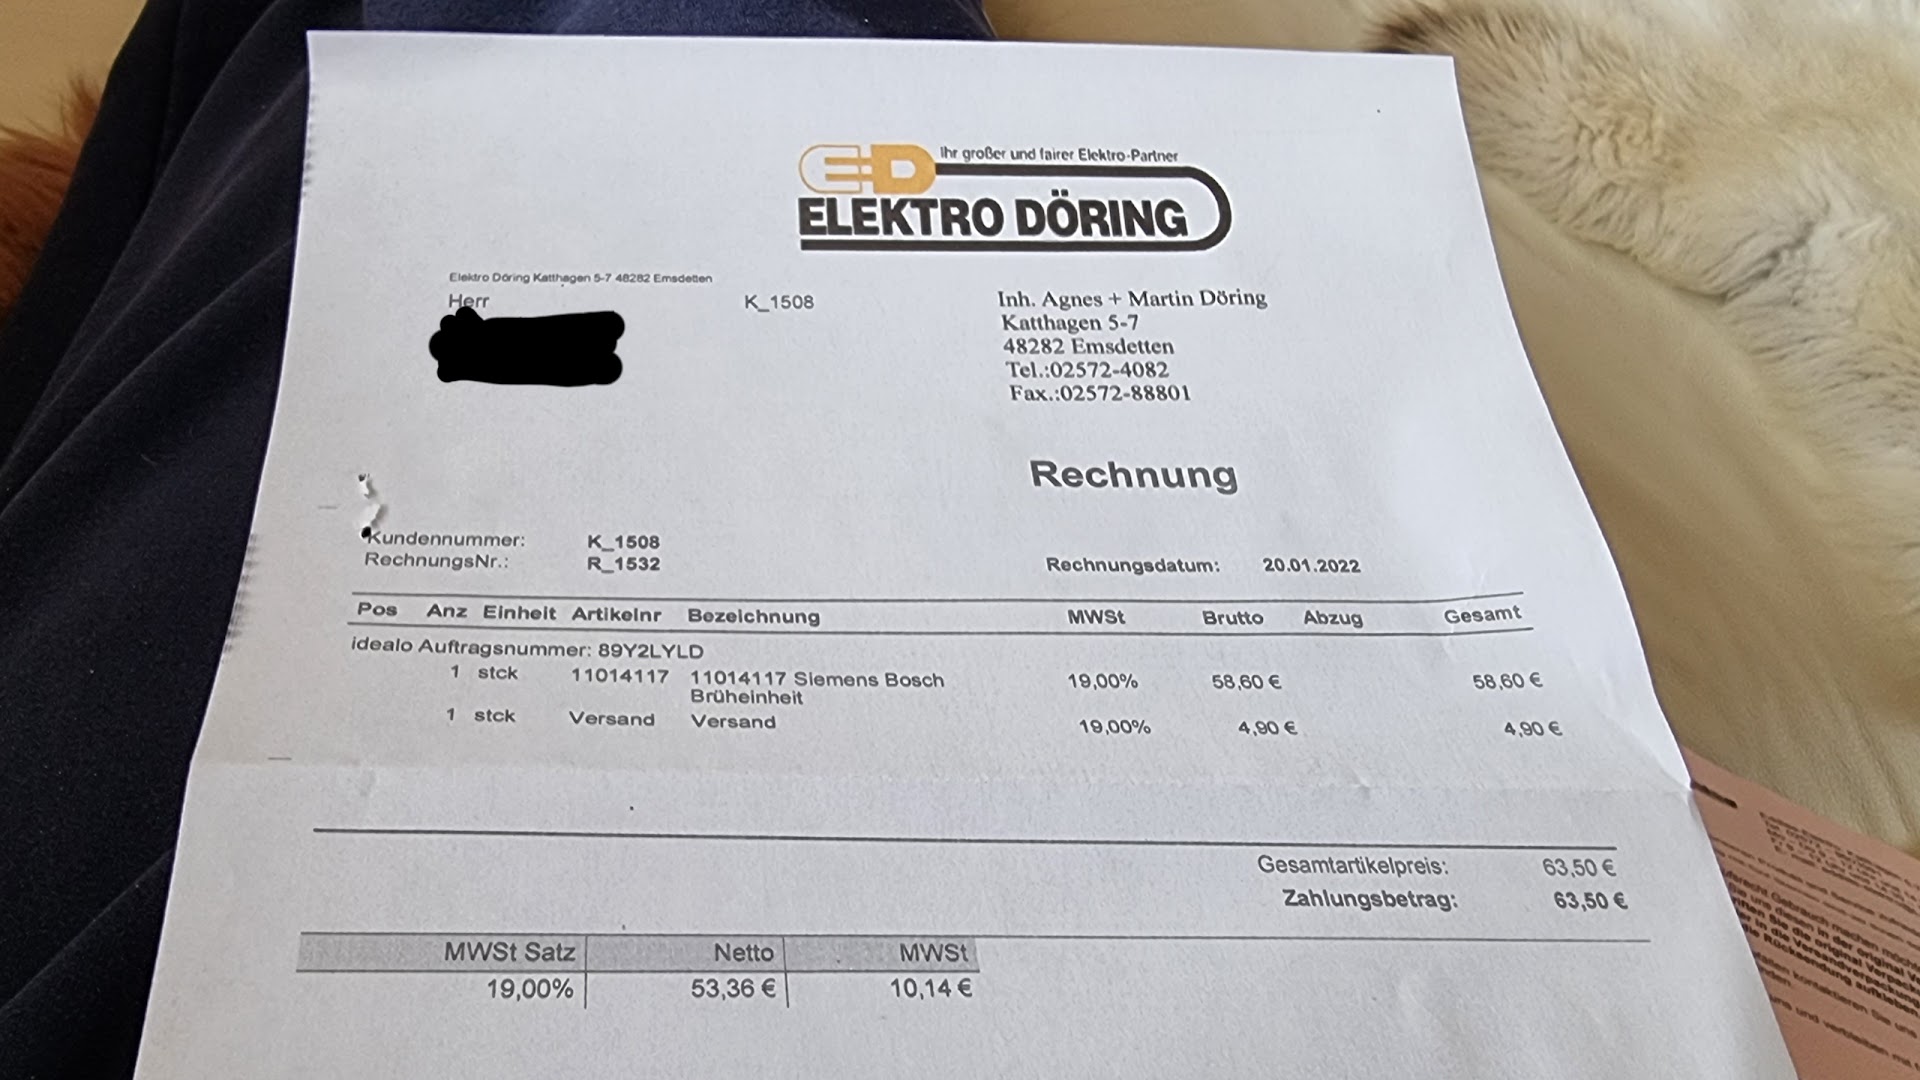 Ihr großer und fairer Elektro-Partner
ED
ELEKTRO DÖRING
Elektro Döring Katthagen 5-7 48282 Emsdetten
Herr
K_1508
Inh. Agnes + Martin Döring
Katthagen 5-7
48282 Emsdetten
Tel.:02572-4082
Fax.:02572-88801
Rechnung
Kundennummer: K_1508
RechnungsNr.: R_1532
Rechnungsdatum: 20.01.2022
Pos Anz Einheit Artikelnr Bezeichnung MWSt Brutto Abzug Gesamt
idealo Auftragsnummer: 89Y2LYLD
1 stck 11014117 11014117 Siemens Bosch 19,00% 58,60 € 58,60 €
Brüheinheit
1 stck Versand Versand 19,00% 4,90 € 4,90 €
Gesamtartikelpreis: 63,50 €
Zahlungsbetrag: 63,50 €
MWSt Satz Netto MWSt
19,00% 53,36 € 10,14 €